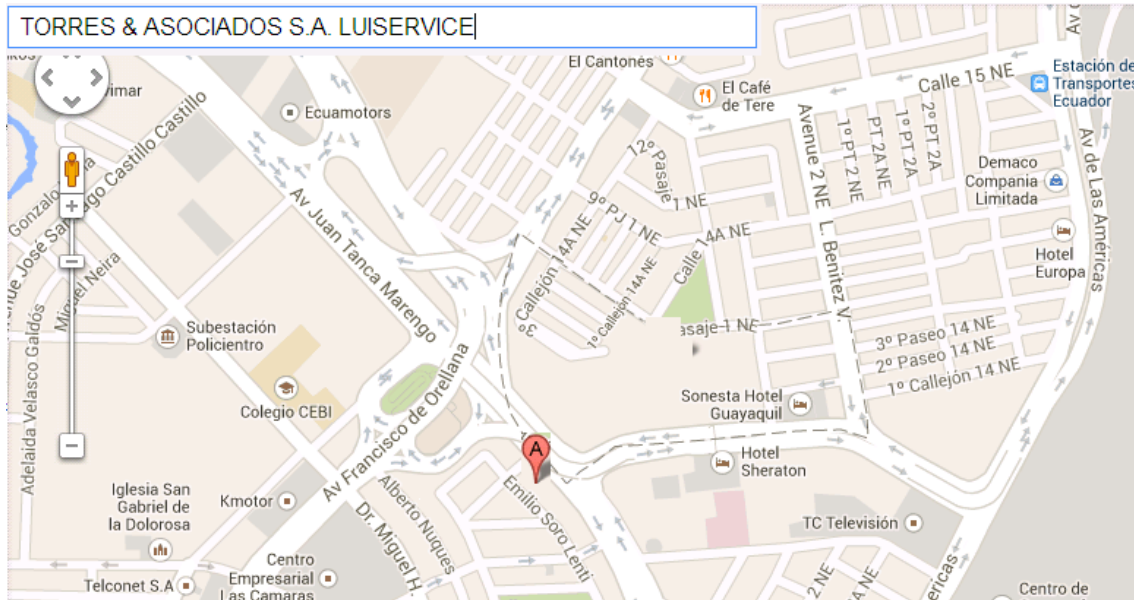 TORRES & ASOCIADOS S.A. LUISERVICE
El Cantones
El Café
de Tere
Calle 15 NE
Estación de
Transportes
Ecuador
Ecuamotors
Av Juan Tanca Marengo
12º Pasaje
1 NE
9º PJ 1 NE
Calle 14A NE
Callejón 14A NE
3º
1º Callejón 14A NE
Avenue 2 NE
L. Benitez V.
1º PT 2 NE
PT 2A NE
1º PT 2A
2º PT 2A
Demaco
Compania
Limitada
Av de Las Américas
Hotel
Europa
Miguel Neira
Adelaida Velasco Galdós
Subestación
Policientro
Colegio CEBI
Av Francisco de Orellana
asaje 1 NE
3º Paseo 14 NE
2º Paseo 14 NE
1º Callejón 14 NE
Sonesta Hotel
Guayaquil
A
Hotel
Sheraton
Iglesia San
Gabriel de
la Dolorosa
Kmotor
Alberto Nuques
Emilio Soro Lenti
Dr. Miguel H.
TC Televisión
Centro
Empresarial
Las Camaras
Telconet S.A
2 NE
A NE
ericas
Centro de